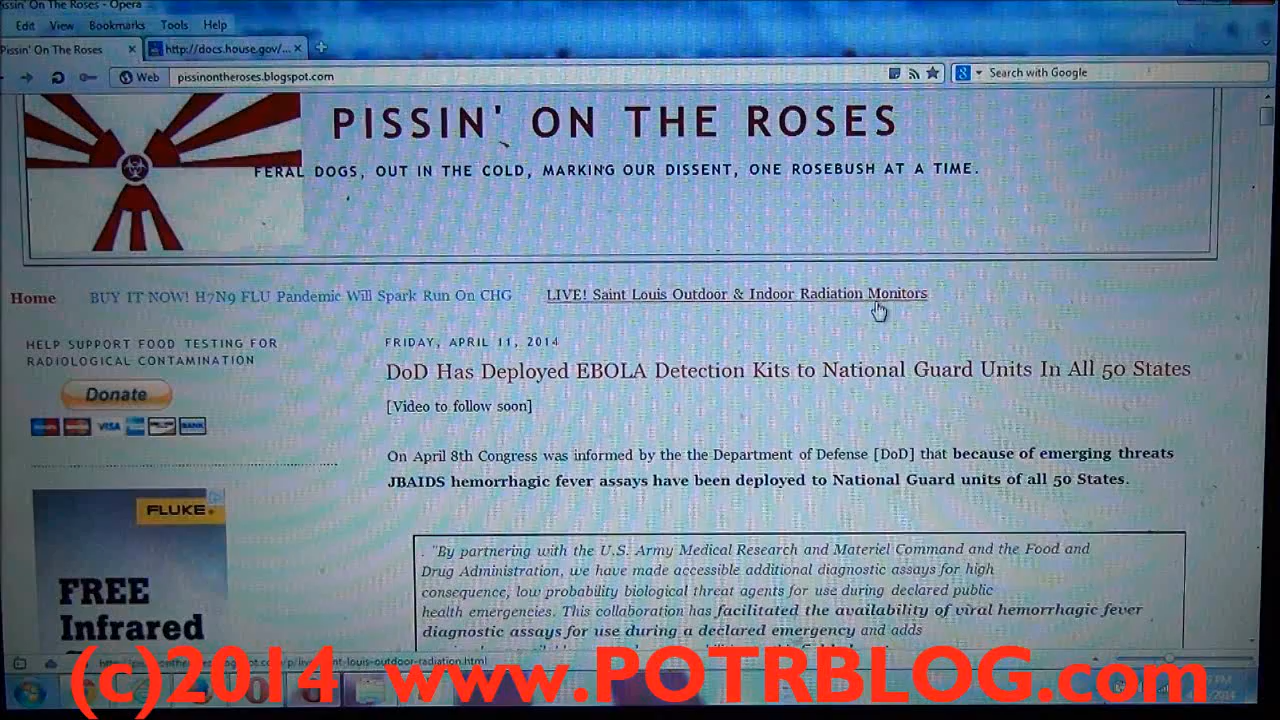 Pissin' On The Roses - Opera
Edit View Bookmarks Tools Help
Pissin' On The Roses × http://docs.house.gov/... ×
Web pissinontheroses.blogspot.com Search with Google
PISSIN' ON THE ROSES
FERAL DOGS, OUT IN THE COLD, MARKING OUR DISSENT, ONE ROSEBUSH AT A TIME.
Home BUY IT NOW! H7N9 FLU Pandemic Will Spark Run On CHG LIVE! Saint Louis Outdoor & Indoor Radiation Monitors
HELP SUPPORT FOOD TESTING FOR
RADIOLOGICAL CONTAMINATION
Donate
VISA BANK
FLUKE
FREE
Infrared
FRIDAY, APRIL 11, 2014
DoD Has Deployed EBOLA Detection Kits to National Guard Units In All 50 States
[Video to follow soon]
On April 8th Congress was informed by the the Department of Defense [DoD] that because of emerging threats
JBAIDS hemorrhagic fever assays have been deployed to National Guard units of all 50 States.
. "By partnering with the U.S. Army Medical Research and Materiel Command and the Food and
Drug Administration, we have made accessible additional diagnostic assays for high
consequence, low probability biological threat agents for use during declared public
health emergencies. This collaboration has facilitated the availability of viral hemorrhagic fever
diagnostic assays for use during a declared emergency and adds
(c)2014 www.POTRBLOG.com